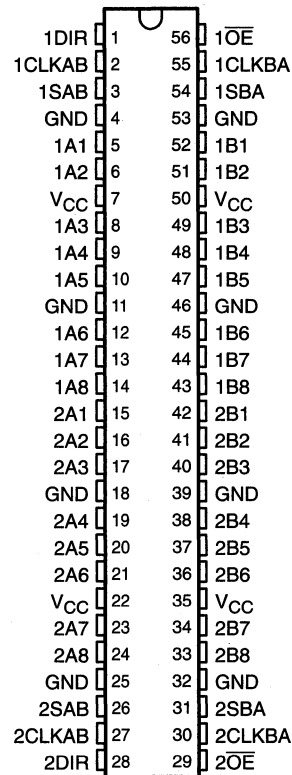 1DIR 1 56 1O̅E̅
1CLKAB 2 55 1CLKBA
1SAB 3 54 1SBA
GND 4 53 GND
1A1 5 52 1B1
1A2 6 51 1B2
VCC 7 50 VCC
1A3 8 49 1B3
1A4 9 48 1B4
1A5 10 47 1B5
GND 11 46 GND
1A6 12 45 1B6
1A7 13 44 1B7
1A8 14 43 1B8
2A1 15 42 2B1
2A2 16 41 2B2
2A3 17 40 2B3
GND 18 39 GND
2A4 19 38 2B4
2A5 20 37 2B5
2A6 21 36 2B6
VCC 22 35 VCC
2A7 23 34 2B7
2A8 24 33 2B8
GND 25 32 GND
2SAB 26 31 2SBA
2CLKAB 27 30 2CLKBA
2DIR 28 29 2O̅E̅